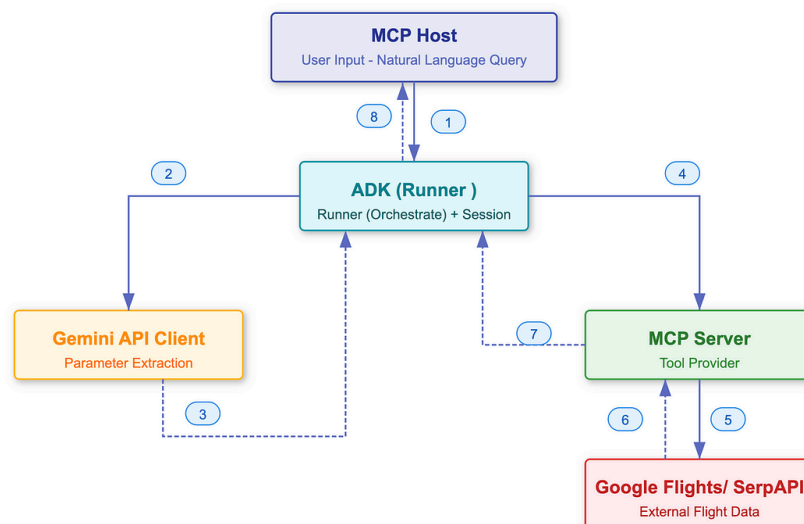 MCP Host
User Input - Natural Language Query
8
1
2
ADK (Runner )
Runner (Orchestrate) + Session
4
Gemini API Client
Parameter Extraction
7
MCP Server
Tool Provider
3
6
5
Google Flights/ SerpAPI
External Flight Data